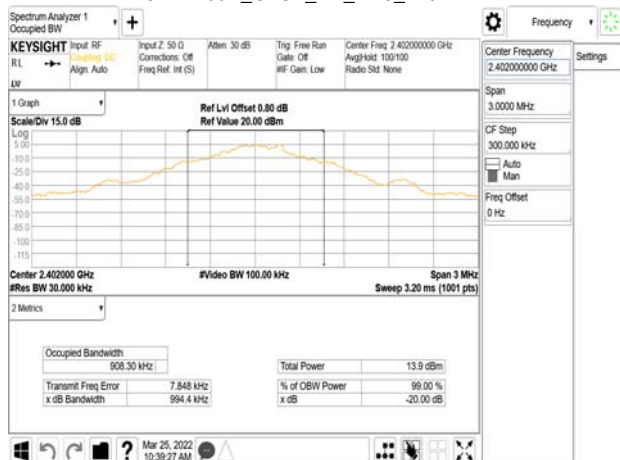 Spectrum Analyzer 1
Occupied BW
Frequency
KEYSIGHT
Input: RF
Coupling: DC
Align: Auto
Input Z: 50 Ω
Corrections: Off
Freq Ref: Int (S)
Atten: 30 dB
Trig: Free Run
Gate: Off
#IF Gain: Low
Center Freq: 2.402000000 GHz
Avg|Hold: 100/100
Radio Std: None
RL
Center Frequency
2.402000000 GHz
Settings
Span
3.0000 MHz
CF Step
300.000 kHz
Auto
Man
Freq Offset
0 Hz
1 Graph
Scale/Div 15.0 dB
Ref Lvl Offset 0.80 dB
Ref Value 20.00 dBm
Log
5.00
-10.0
-25.0
-40.0
-55.0
-70.0
-85.0
-100
-115
Center 2.402000 GHz
#Video BW 100.00 kHz
Span 3 MHz
#Res BW 30.000 kHz
Sweep 3.20 ms (1001 pts)
2 Metrics
Occupied Bandwidth
908.30 kHz
Total Power 13.9 dBm
Transmit Freq Error 7.848 kHz
% of OBW Power 99.00 %
x dB Bandwidth 994.4 kHz
x dB -20.00 dB
?
Mar 25, 2022
10:39:27 AM